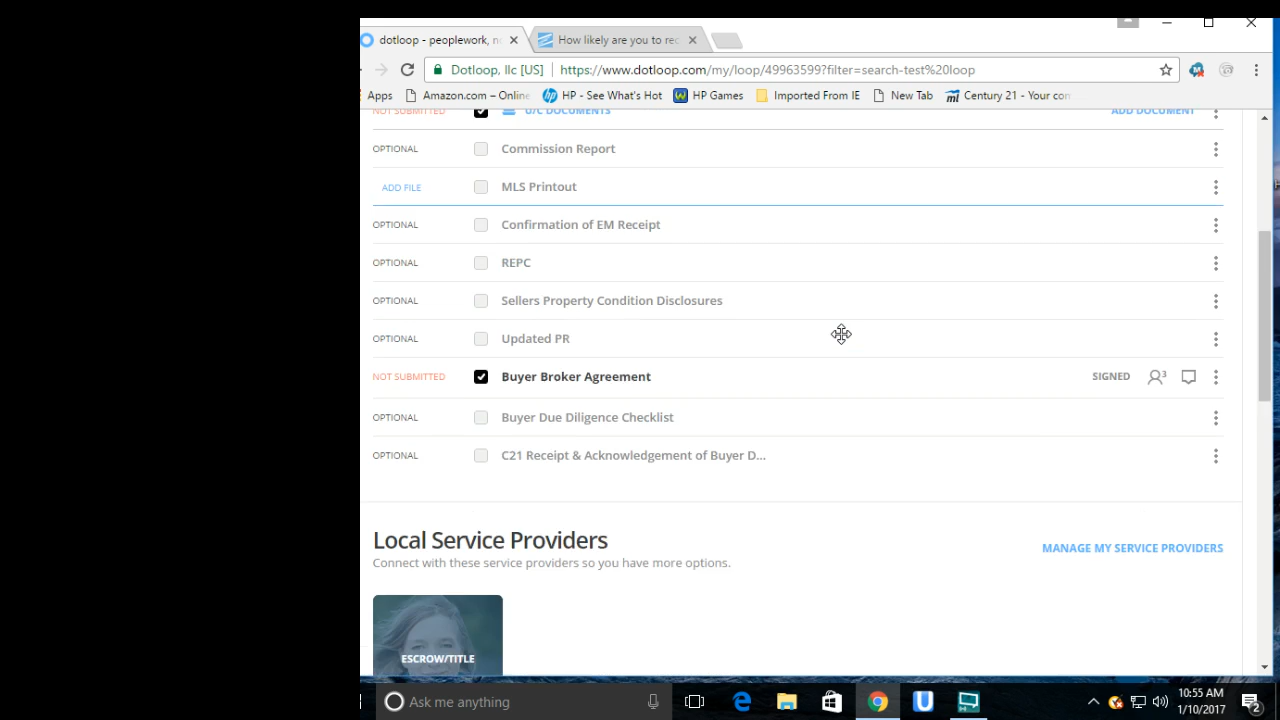 dotloop - peoplework, n
How likely are you to rec
Dotloop, llc [US] https://www.dotloop.com/my/loop/49963599?filter=search-test%20loop
Apps Amazon.com – Online HP - See What's Hot HP Games Imported From IE New Tab Century 21 - Your com
NOT SUBMITTED U/C DOCUMENTS ADD DOCUMENT
OPTIONAL Commission Report
ADD FILE MLS Printout
OPTIONAL Confirmation of EM Receipt
OPTIONAL REPC
OPTIONAL Sellers Property Condition Disclosures
OPTIONAL Updated PR
NOT SUBMITTED Buyer Broker Agreement SIGNED 3
OPTIONAL Buyer Due Diligence Checklist
OPTIONAL C21 Receipt & Acknowledgement of Buyer D...
Local Service Providers
MANAGE MY SERVICE PROVIDERS
Connect with these service providers so you have more options.
ESCROW/TITLE
Ask me anything
10:55 AM
1/10/2017
2